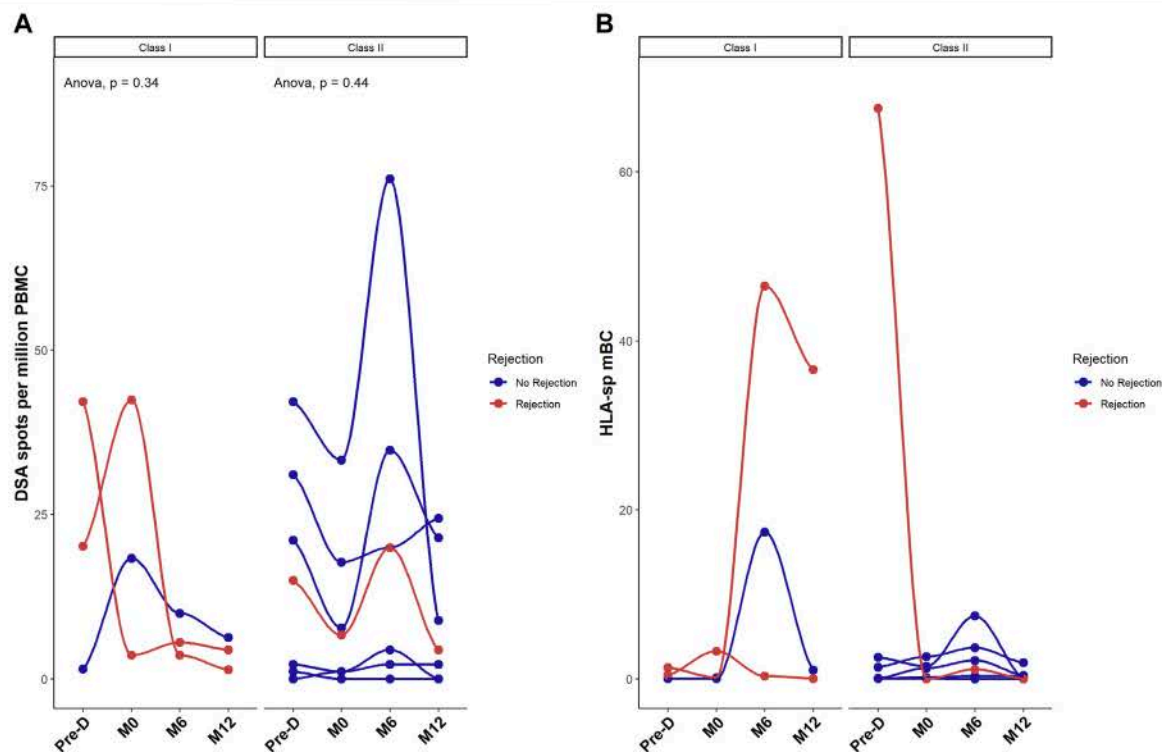 A
Class I
Class II
Anova, p = 0.34
Anova, p = 0.44
DSA spots per million PBMC
75
50
25
0
Pre-D
M0
M6
M12
Pre-D
M0
M6
M12
Rejection
No Rejection
Rejection
B
Class I
Class II
HLA-sp mBC
60
40
20
0
Pre-D
M0
M6
M12
Pre-D
M0
M6
M12
Rejection
No Rejection
Rejection